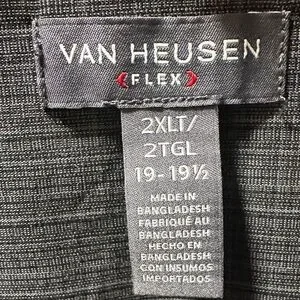 VAN HEUSEN
FLEX
2XLT/
2TGL
19-19½
MADE IN
BANGLADESH
FABRIQUÉ AU
BANGLADESH
HECHO EN
BANGLADESH
CON INSUMOS
IMPORTADOS